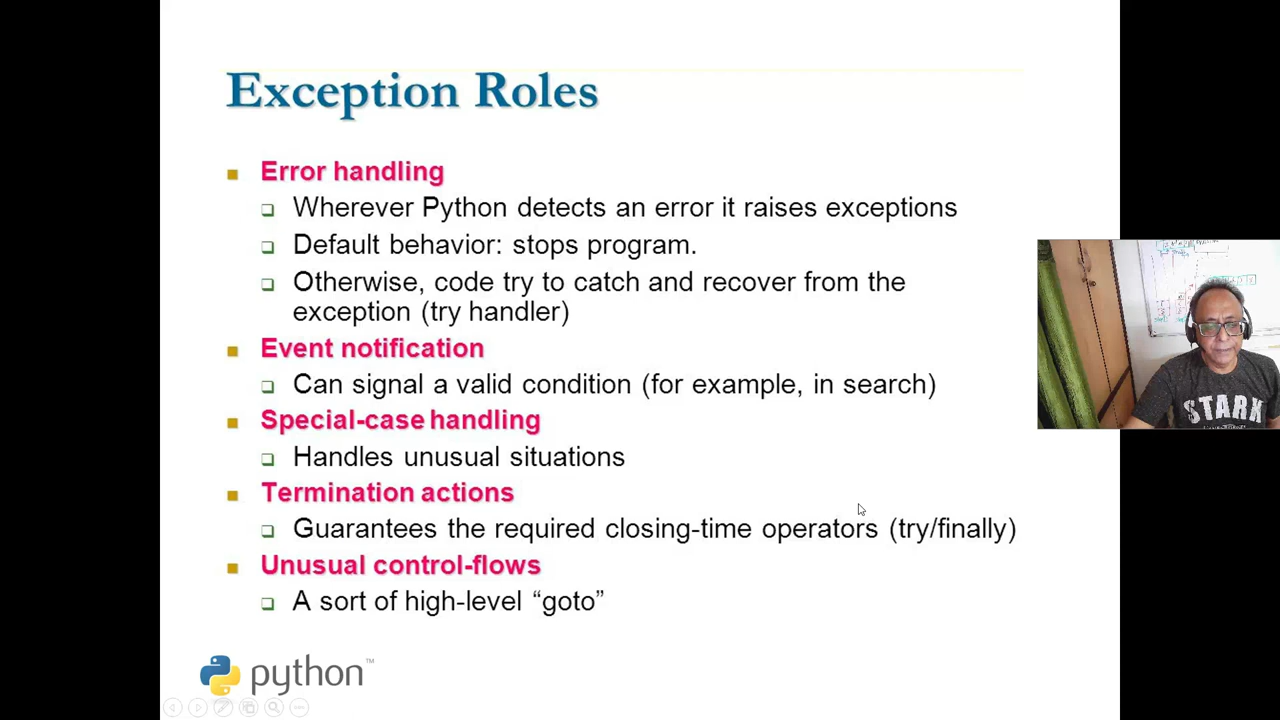 Exception Roles
Error handling
Wherever Python detects an error it raises exceptions
Default behavior: stops program.
Otherwise, code try to catch and recover from the
exception (try handler)
Event notification
Can signal a valid condition (for example, in search)
Special-case handling
Handles unusual situations
Termination actions
Guarantees the required closing-time operators (try/finally)
Unusual control-flows
A sort of high-level “goto”
python™
STARK